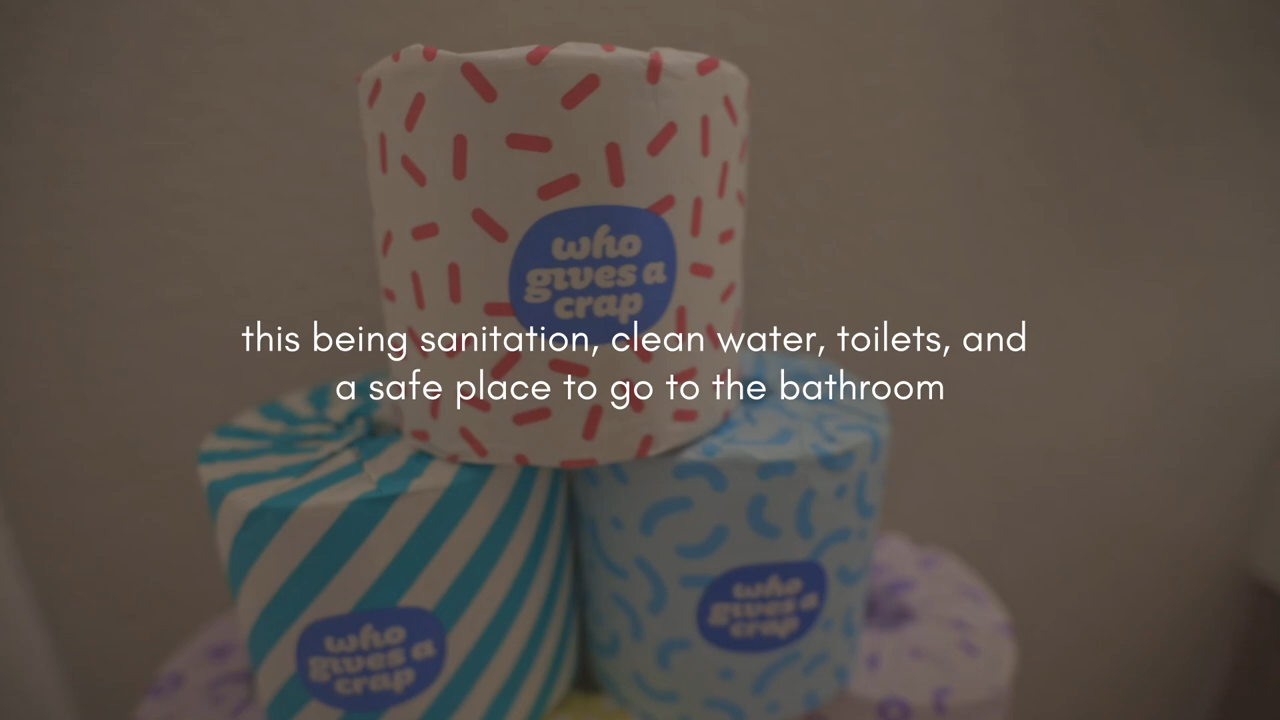 who
gives a
crap
this being sanitation, clean water, toilets, and
a safe place to go to the bathroom
who
gives a
crap
who
gives a
crap